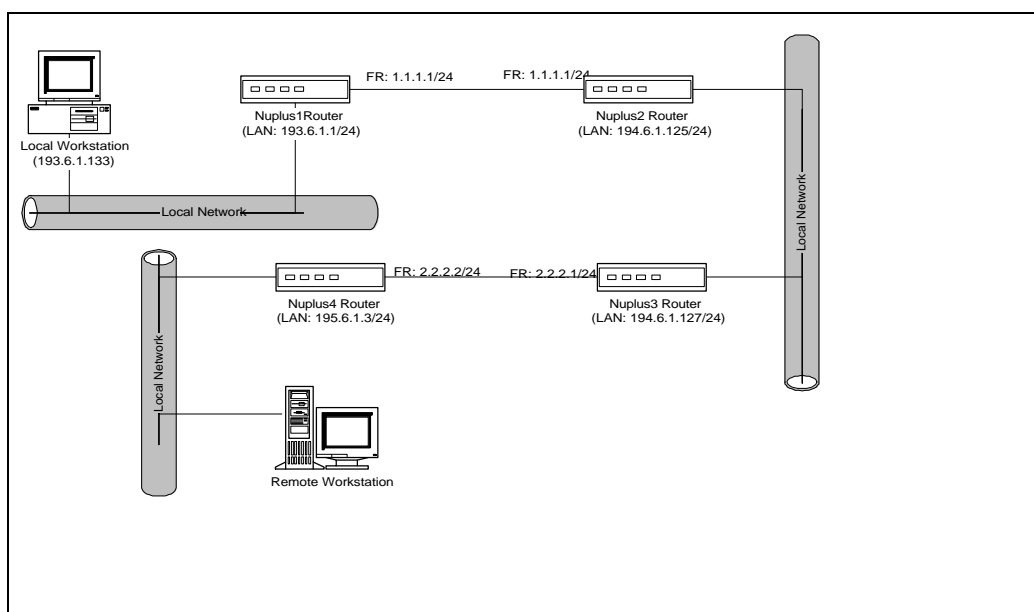 FR: 1.1.1.1/24
FR: 1.1.1.1/24
Nuplus1Router
(LAN: 193.6.1.1/24)
Nuplus2 Router
(LAN: 194.6.1.125/24)
Local Workstation
(193.6.1.133)
Local Network
Local Network
FR: 2.2.2.2/24
FR: 2.2.2.1/24
Nuplus4 Router
(LAN: 195.6.1.3/24)
Nuplus3 Router
(LAN: 194.6.1.127/24)
Local Network
Remote Workstation